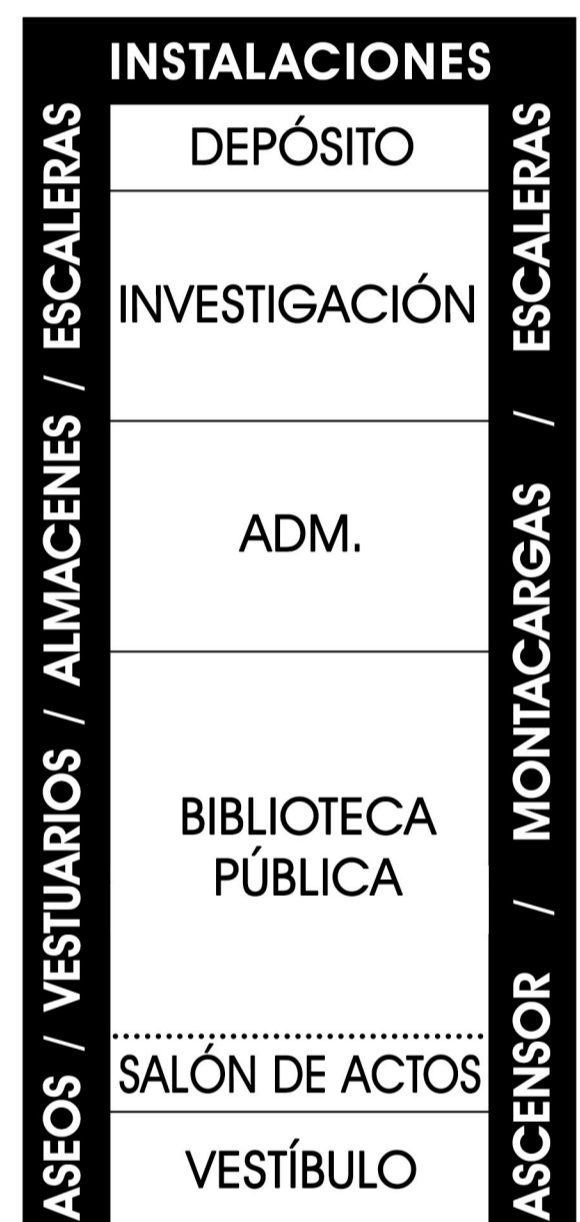 INSTALACIONES
ASEOS / VESTUARIOS / ALMACENES / ESCALERAS
DEPÓSITO
INVESTIGACIÓN
ADM.
BIBLIOTECA
PÚBLICA
SALÓN DE ACTOS
VESTÍBULO
ASCENSOR / MONTACARGAS / ESCALERAS